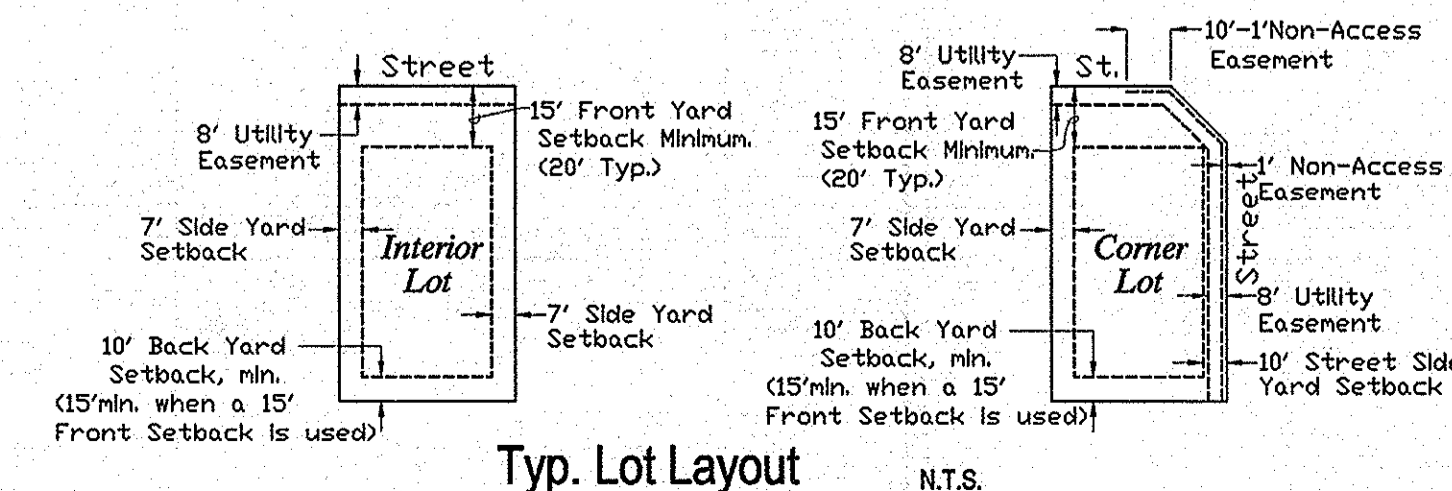 Street
8' Utility
Easement
15' Front Yard
Setback Minimum.
(20' Typ.)
7' Side Yard
Setback
Interior
Lot
7' Side Yard
Setback
10' Back Yard
Setback, min.
(15'min. when a 15'
Front Setback is used)
8' Utility
Easement
St.
10'-1'Non-Access
Easement
15' Front Yard
Setback Minimum.
(20' Typ.)
1' Non-Access
Easement
Street
7' Side Yard
Setback
Corner
Lot
8' Utility
Easement
10' Back Yard
Setback, min.
(15'min. when a 15'
Front Setback is used)
10' Street Side
Yard Setback
Typ. Lot Layout
N.T.S.